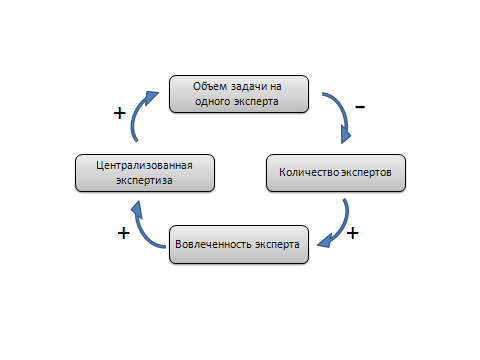 Объем задачи на
одного эксперта
+
–
Централизованная
экспертиза
Количество экспертов
+
+
Вовлеченность эксперта